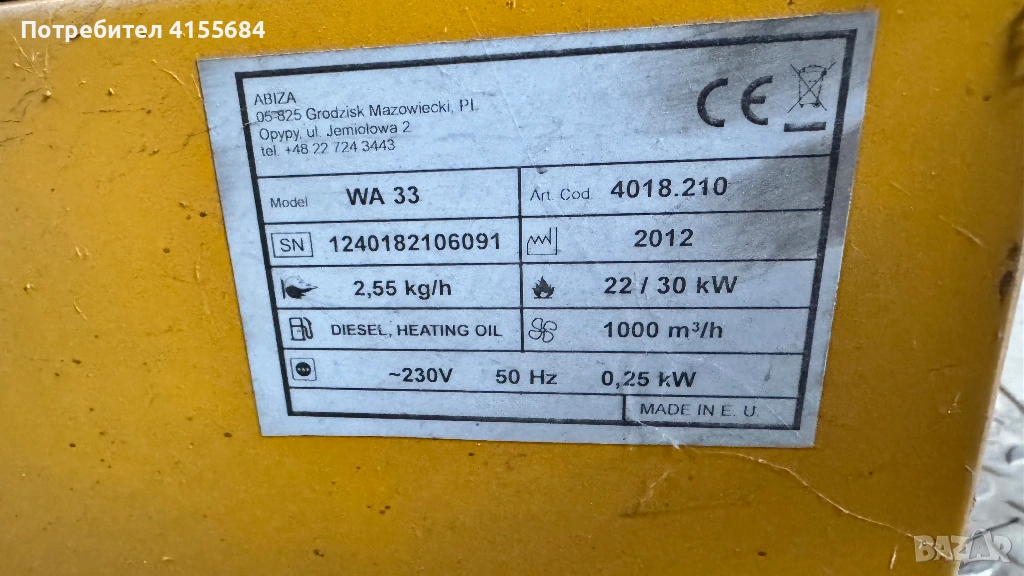 Потребител 4155684
ABIZA
05-825 Grodzisk Mazowiecki, PL
Opypy, ul. Jemiołowa 2
tel. +48 22 724 3443
CE
Model WA 33
Art. Cod. 4018.210
SN 1240182106091
2012
2,55 kg/h
22 / 30 kW
DIESEL, HEATING OIL
1000 m³/h
~230V 50 Hz 0,25 kW
MADE IN E. U.
BAZAR